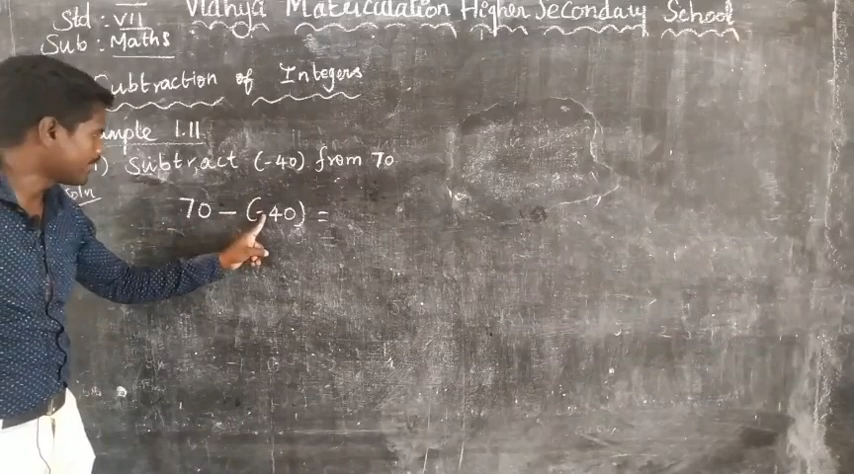 Vidhya Matriculation Higher Secondary School
Std : VII
Sub : Maths
Subtraction of Integers
ample 1.11
) Subtract (-40) from 70
Soln
70 - (-40) =